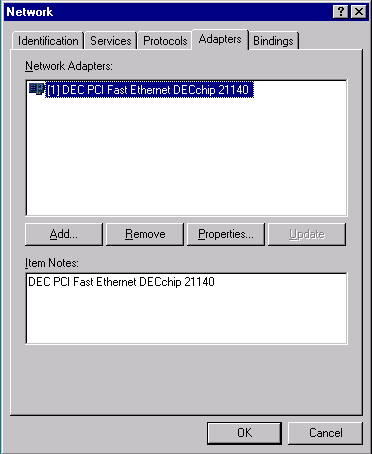 Network
Identification Services Protocols Adapters Bindings
Network Adapters:
[1] DEC PCI Fast Ethernet DECchip 21140
Add... Remove Properties... Update
Item Notes:
DEC PCI Fast Ethernet DECchip 21140
OK Cancel